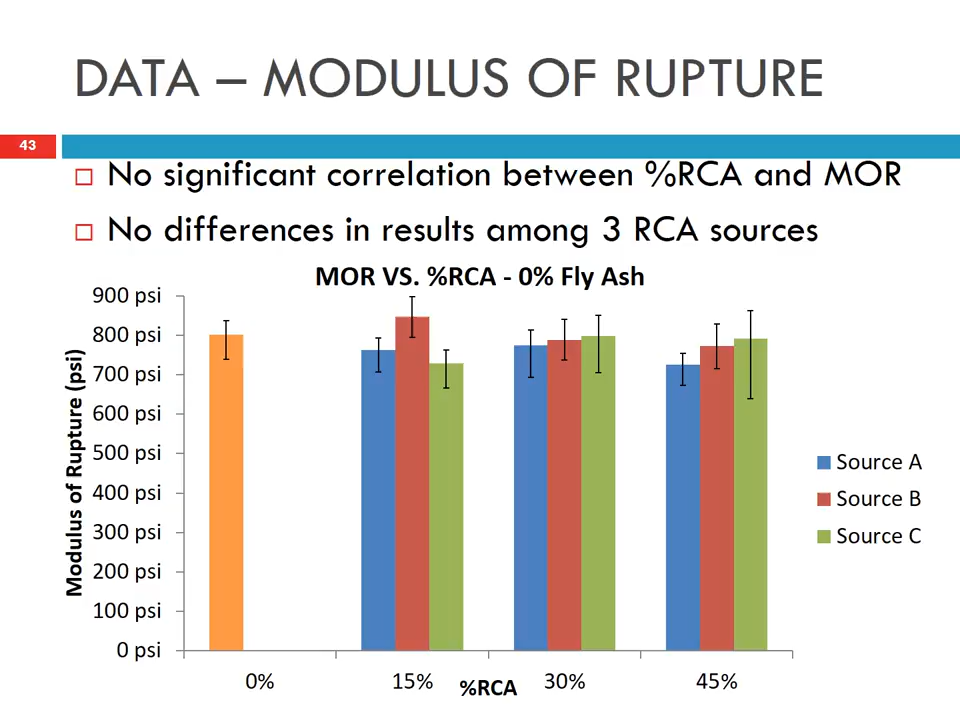 DATA – MODULUS OF RUPTURE
43
No significant correlation between %RCA and MOR
No differences in results among 3 RCA sources
MOR VS. %RCA - 0% Fly Ash
Modulus of Rupture (psi)
900 psi
800 psi
700 psi
600 psi
500 psi
400 psi
300 psi
200 psi
100 psi
0 psi
Source A
Source B
Source C
0% 15% 30% 45%
%RCA